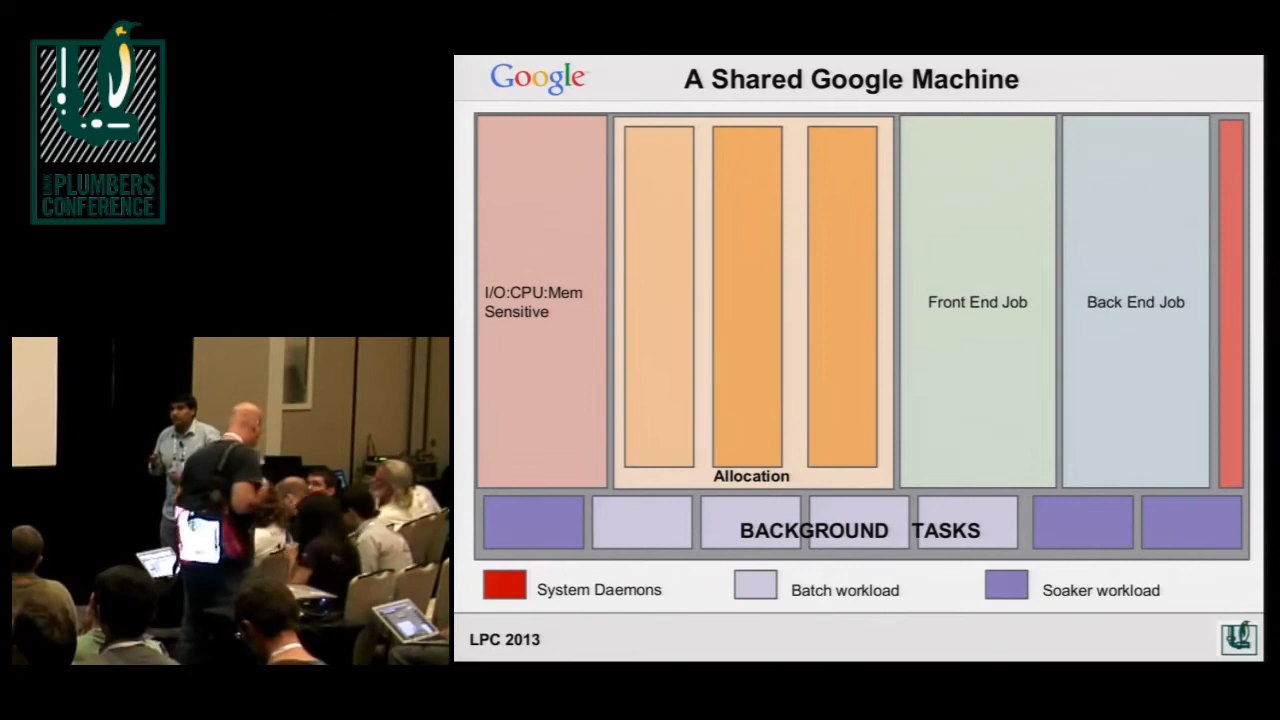 LINUX
PLUMBERS
CONFERENCE
Google
A Shared Google Machine
I/O:CPU:Mem
Sensitive
Allocation
Front End Job
Back End Job
BACKGROUND TASKS
System Daemons
Batch workload
Soaker workload
LPC 2013